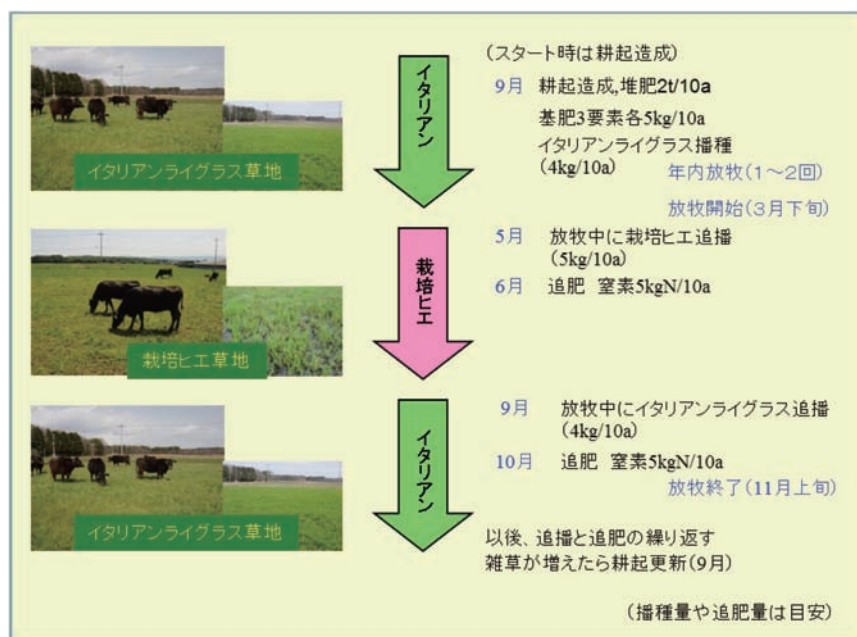 (スタート時は耕起造成)
イタリアン
9月 耕起造成,堆肥2t/10a
基肥3要素各5kg/10a
イタリアンライグラス播種
(4kg/10a) 年内放牧(1〜2回)
イタリアンライグラス草地
放牧開始(3月下旬)
栽培ヒエ
5月 放牧中に栽培ヒエ追播
(5kg/10a)
6月 追肥 窒素5kgN/10a
栽培ヒエ草地
イタリアン
9月 放牧中にイタリアンライグラス追播
(4kg/10a)
10月 追肥 窒素5kgN/10a
放牧終了(11月上旬)
イタリアンライグラス草地
以後、追播と追肥の繰り返す
雑草が増えたら耕起更新(9月)
(播種量や追肥量は目安)